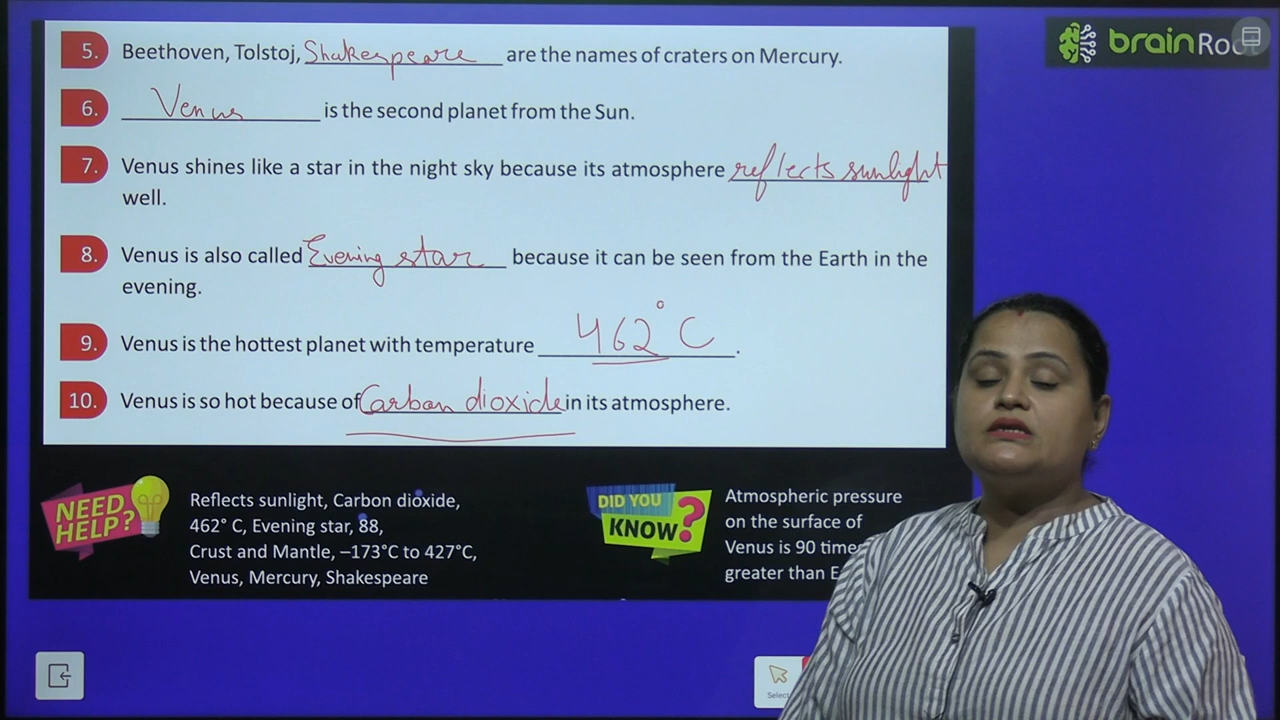 brain Roo
5. Beethoven, Tolstoj, Shakespeare are the names of craters on Mercury.
6. Venus is the second planet from the Sun.
7. Venus shines like a star in the night sky because its atmosphere reflects sunlight
well.
8. Venus is also called Evening star because it can be seen from the Earth in the
evening.
9. Venus is the hottest planet with temperature 462° C.
10. Venus is so hot because of Carbon dioxide in its atmosphere.
NEED
HELP?
Reflects sunlight, Carbon dioxide,
462° C, Evening star, 88,
Crust and Mantle, –173°C to 427°C,
Venus, Mercury, Shakespeare
DID YOU
KNOW?
Atmospheric pressure
on the surface of
Venus is 90 times
greater than E
Select